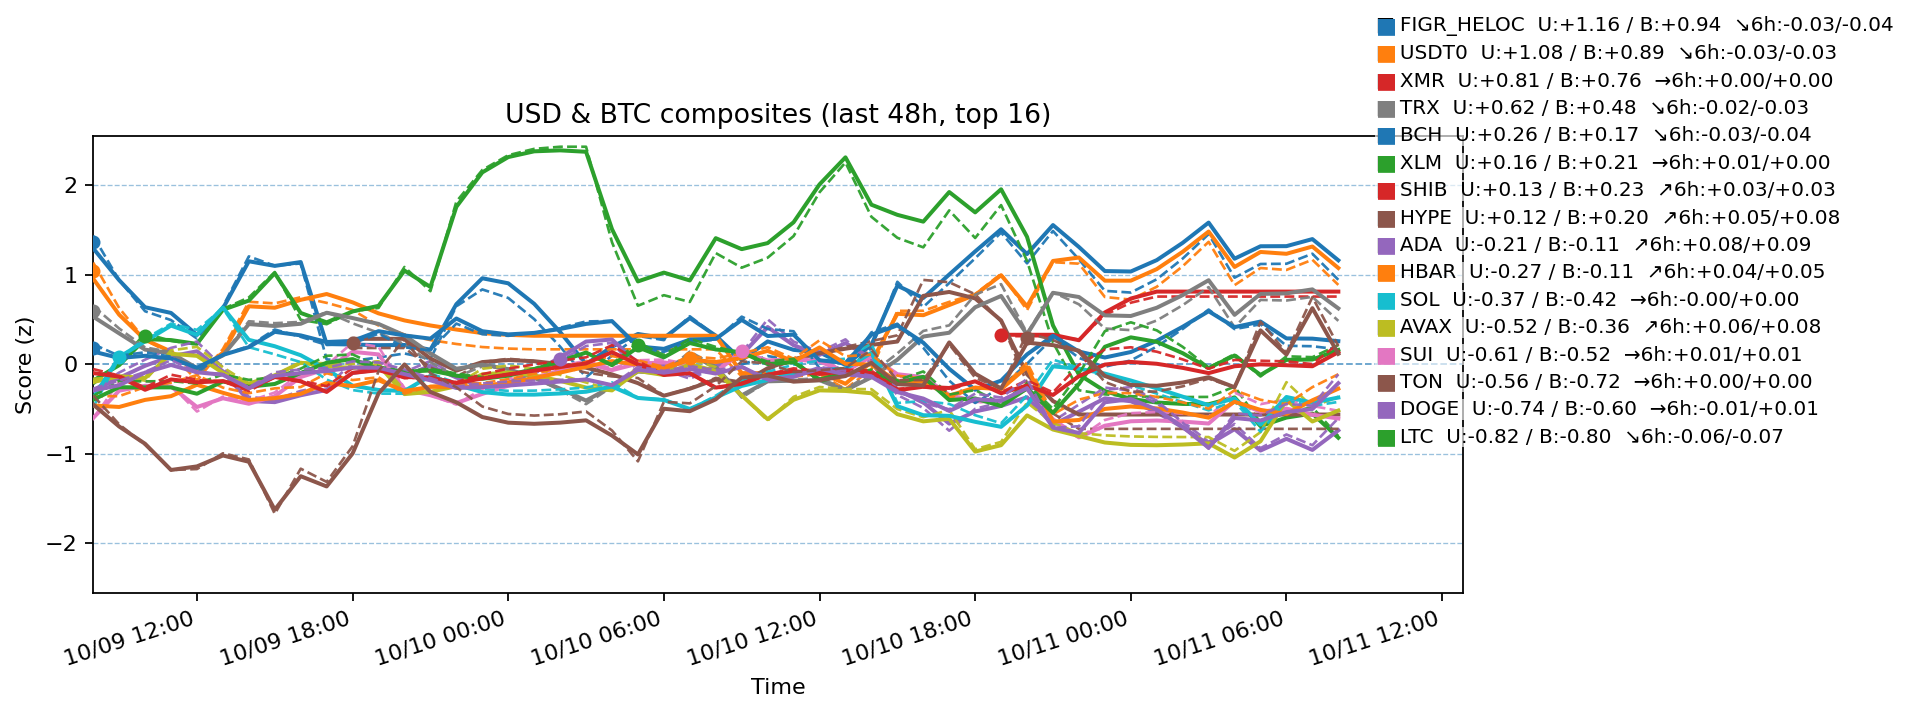 FIGR_HELOC U:+1.16 / B:+0.94 ↘6h:-0.03/-0.04
USDT0 U:+1.08 / B:+0.89 ↘6h:-0.03/-0.03
XMR U:+0.81 / B:+0.76 →6h:+0.00/+0.00
TRX U:+0.62 / B:+0.48 ↘6h:-0.02/-0.03
BCH U:+0.26 / B:+0.17 ↘6h:-0.03/-0.04
XLM U:+0.16 / B:+0.21 →6h:+0.01/+0.00
SHIB U:+0.13 / B:+0.23 ↗6h:+0.03/+0.03
HYPE U:+0.12 / B:+0.20 ↗6h:+0.05/+0.08
ADA U:-0.21 / B:-0.11 ↗6h:+0.08/+0.09
HBAR U:-0.27 / B:-0.11 ↗6h:+0.04/+0.05
SOL U:-0.37 / B:-0.42 →6h:-0.00/+0.00
AVAX U:-0.52 / B:-0.36 ↗6h:+0.06/+0.08
SUI U:-0.61 / B:-0.52 →6h:+0.01/+0.01
TON U:-0.56 / B:-0.72 →6h:+0.00/+0.00
DOGE U:-0.74 / B:-0.60 →6h:-0.01/+0.01
LTC U:-0.82 / B:-0.80 ↘6h:-0.06/-0.07
USD & BTC composites (last 48h, top 16)
Score (z)
2
1
0
−1
−2
10/09 12:00
10/09 18:00
10/10 00:00
10/10 06:00
10/10 12:00
10/10 18:00
10/11 00:00
10/11 06:00
10/11 12:00
Time